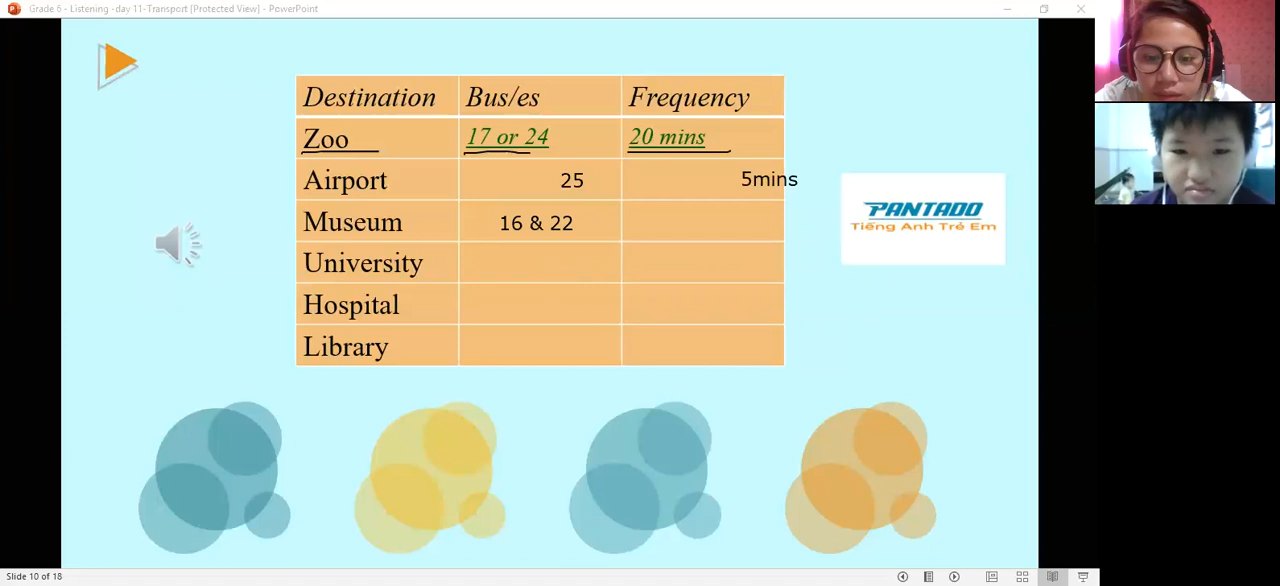 Grade 6 - Listening -day 11-Transport [Protected View] - PowerPoint
Destination Bus/es Frequency
Zoo 17 or 24 20 mins
Airport 25 5mins
Museum 16 & 22
University
Hospital
Library
PANTADO
Tiếng Anh Trẻ Em
Slide 10 of 18